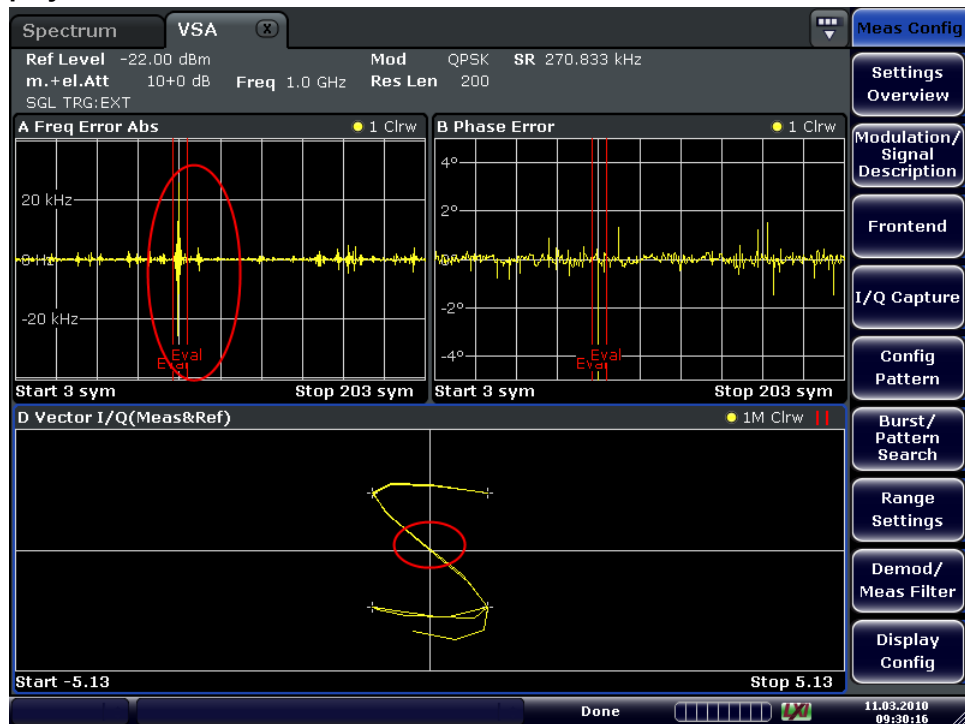 Spectrum VSA X Meas Config
Ref Level -22.00 dBm Mod QPSK SR 270.833 kHz
m.+el.Att 10+0 dB Freq 1.0 GHz Res Len 200
SGL TRG:EXT
A Freq Error Abs 1 Clrw
20 kHz
0 Hz
-20 kHz
Eval
Eval
Start 3 sym Stop 203 sym
B Phase Error 1 Clrw
4°
2°
0°
-2°
-4°
Eval
Eval
Start 3 sym Stop 203 sym
D Vector I/Q(Meas&Ref) 1M Clrw
Start -5.13 Stop 5.13
Settings
Overview
Modulation/
Signal
Description
Frontend
I/Q Capture
Config
Pattern
Burst/
Pattern
Search
Range
Settings
Demod/
Meas Filter
Display
Config
Done LXI 11.03.2010
09:30:16